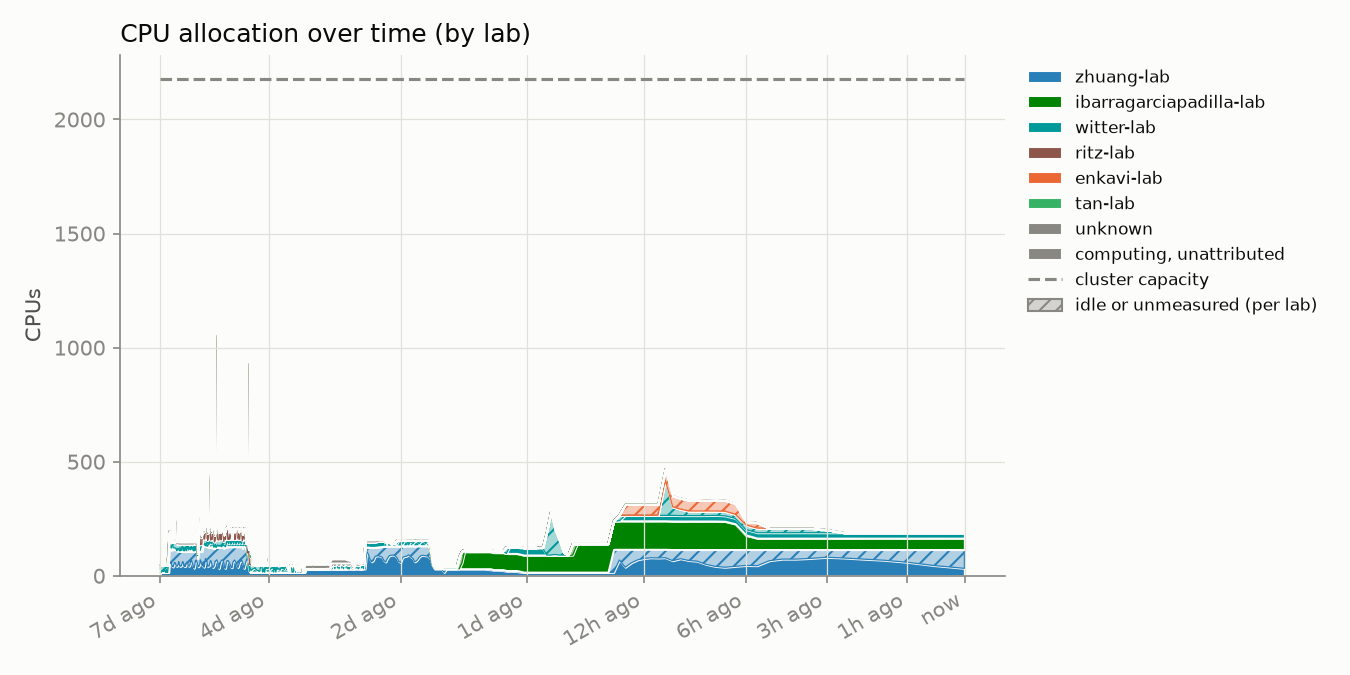 CPU allocation over time (by lab)
CPUs
2000
1500
1000
500
0
7d ago
4d ago
2d ago
1d ago
12h ago
6h ago
3h ago
1h ago
now
zhuang-lab
ibarragarciapadilla-lab
witter-lab
ritz-lab
enkavi-lab
tan-lab
unknown
computing, unattributed
cluster capacity
idle or unmeasured (per lab)